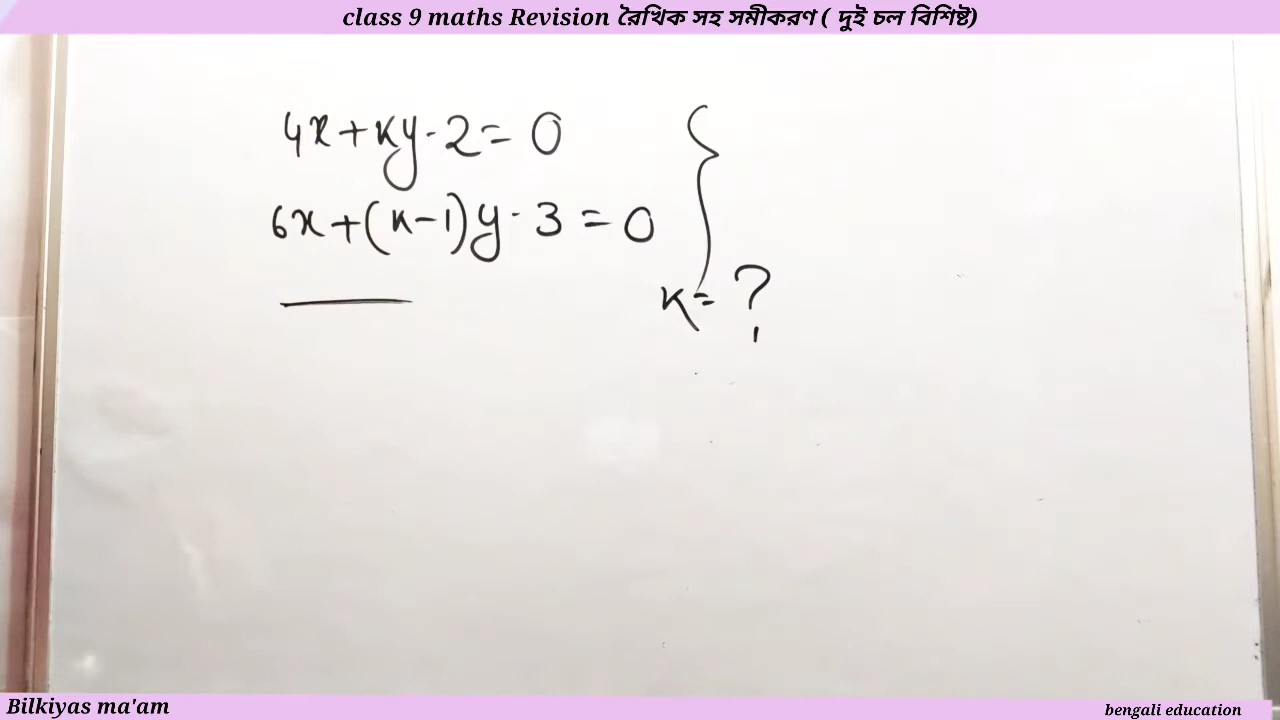 class 9 maths Revision রৈখিক সহ সমীকরণ ( দুই চল বিশিষ্ট)
4x+ky-2=0
6x+(k-1)y-3=0
k=?
Bilkiyas ma'am
bengali education